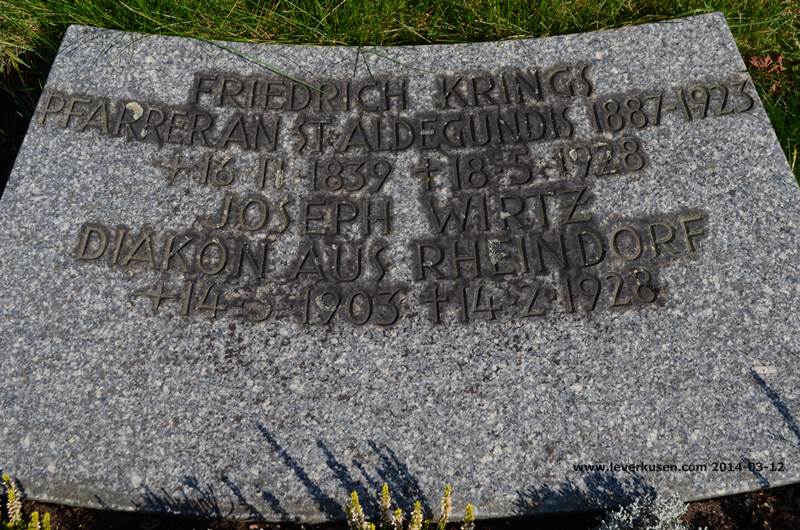 FRIEDRICH KRINGS
PFARRER AN ST. ALDEGUNDIS 1887-1923
+ 16·11·1839 + 18·5·1928
JOSEPH WIRTZ
DIAKON AUS RHEINDORF
+ 14·5·1903 + 14·2·1928
www.leverkusen.com 2014-03-12